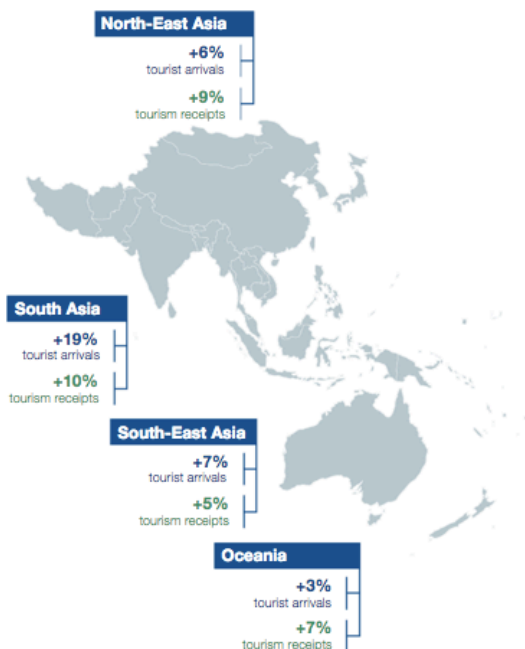 North-East Asia
+6%
tourist arrivals
+9%
tourism receipts
South Asia
+19%
tourist arrivals
+10%
tourism receipts
South-East Asia
+7%
tourist arrivals
+5%
tourism receipts
Oceania
+3%
tourist arrivals
+7%
tourism receipts